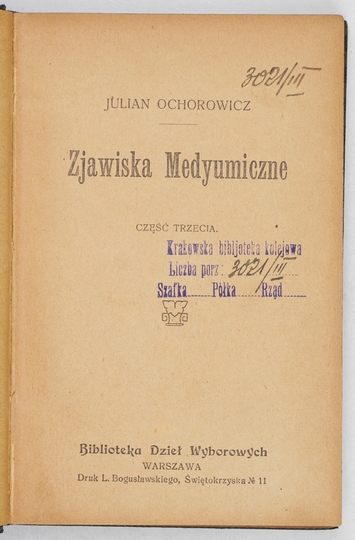 3021/III
JULIAN OCHOROWICZ
Zjawiska Medyumiczne
CZĘŚĆ TRZECIA.
Krakowska biblijoteka kolejowa
Liczba porz: 3021/III
Szafka Półka Rząd
Biblioteka Dzieł Wyborowych
WARSZAWA
Druk L. Bogusławskiego, Świętokrzyska № 11